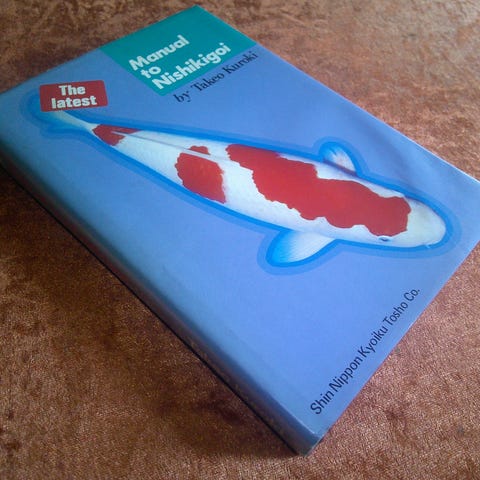 The
latest
Manual
to
Nishikigoi
by Takeo Kuroki
Shin Nippon Kyoiku Tosho Co.